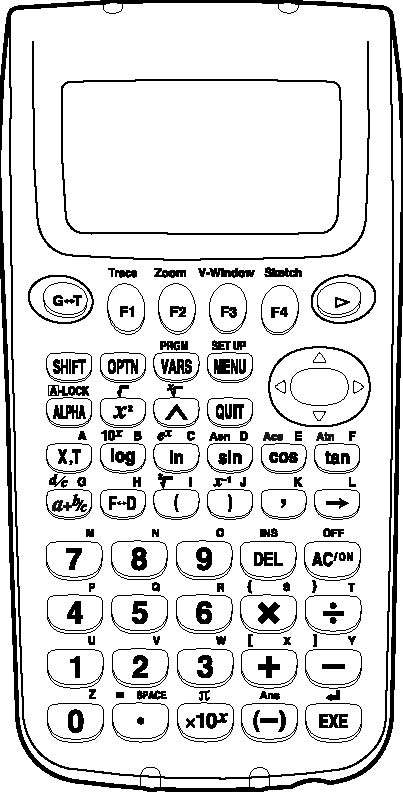 Trace Zoom V-Window Sketch
G↔T F1 F2 F3 F4 ▷
PRGM SET UP
SHIFT OPTN VARS MENU
A-LOCK √ ˣ√
ALPHA x² ^ QUIT
A 10ˣ B eˣ C Asn D Acs E Atn F
X,T log ln sin cos tan
d/c G H ³√ I x⁻¹ J K L
a+b/c F↔D ( ) , →
M N O INS OFF
7 8 9 DEL AC/ON
P Q R { S } T
4 5 6 × ÷
U V W [ X ] Y
1 2 3 + −
Z = SPACE π Ans ↵
0 · ×10ˣ (−) EXE